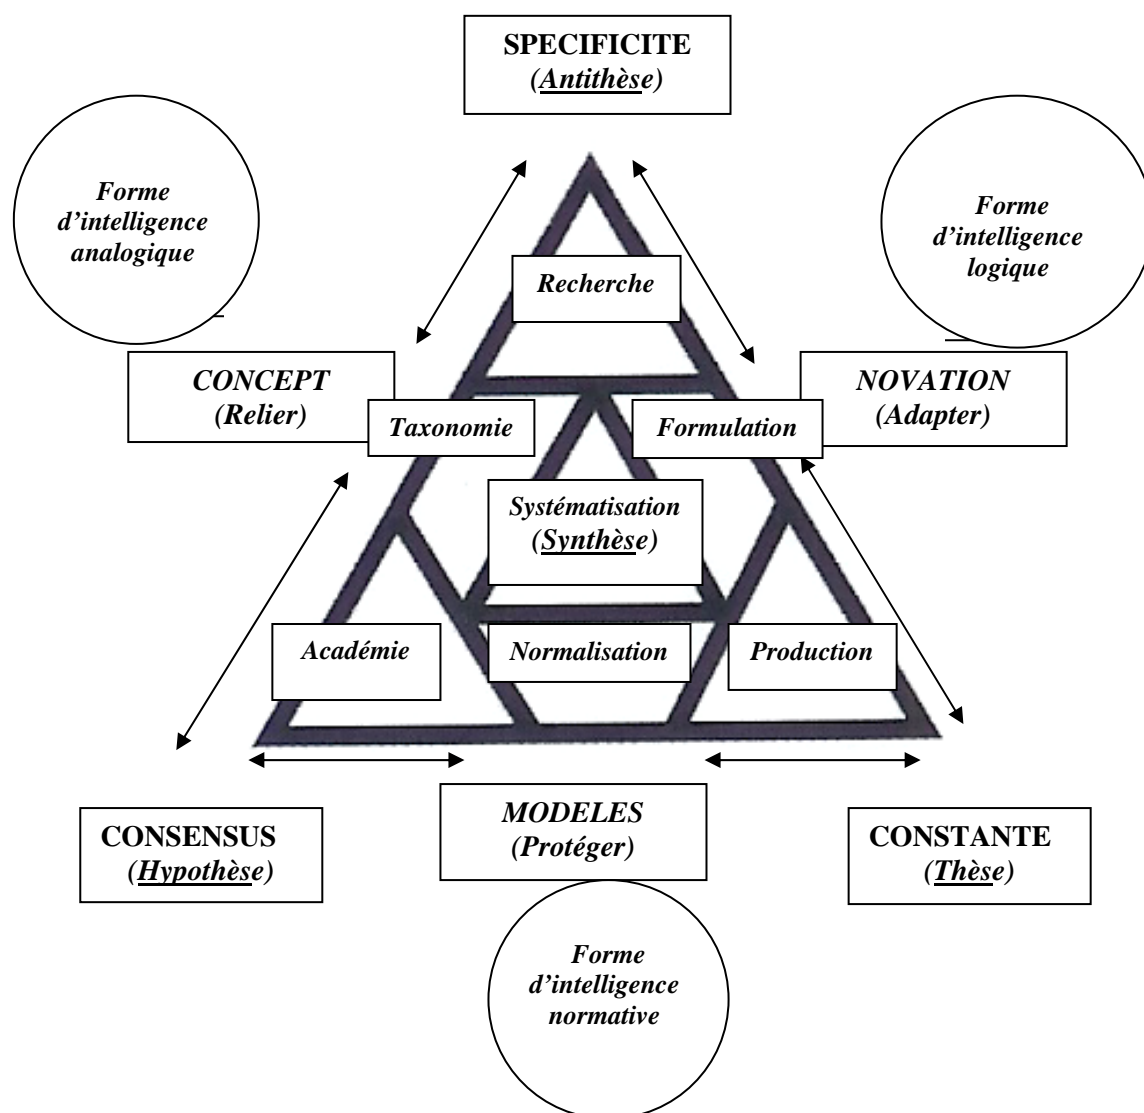 SPECIFICITE
(Antithèse)
Forme
d'intelligence
analogique
Forme
d'intelligence
logique
Recherche
CONCEPT
(Relier)
NOVATION
(Adapter)
Taxonomie
Formulation
Systématisation
(Synthèse)
Académie
Normalisation
Production
CONSENSUS
(Hypothèse)
MODELES
(Protéger)
CONSTANTE
(Thèse)
Forme
d'intelligence
normative